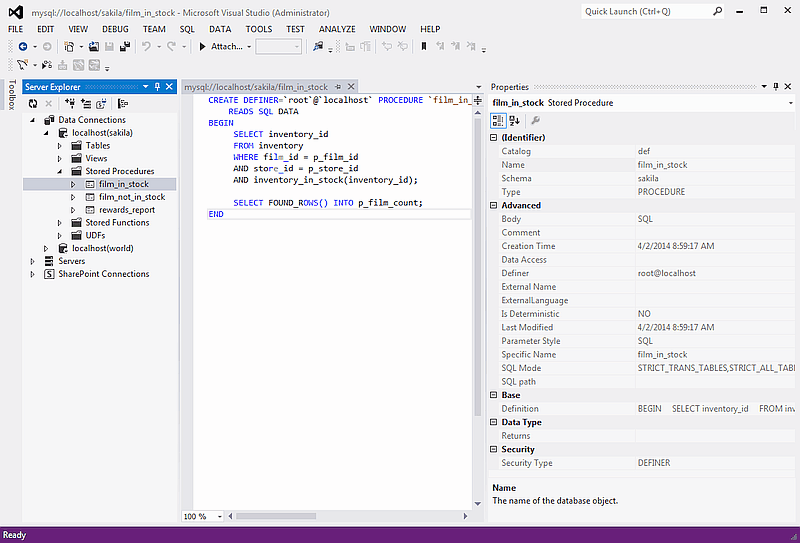 mysql://localhost/sakila/film_in_stock - Microsoft Visual Studio (Administrator)
Quick Launch (Ctrl+Q)
FILE EDIT VIEW DEBUG TEAM SQL DATA TOOLS TEST ANALYZE WINDOW HELP
Attach...
Toolbox
Server Explorer
Data Connections
localhost(sakila)
Tables
Views
Stored Procedures
film_in_stock
film_not_in_stock
rewards_report
Stored Functions
UDFs
localhost(world)
Servers
SharePoint Connections
mysql://localhost/sakila/film_in_stock
CREATE DEFINER=`root`@`localhost` PROCEDURE `film_in_
READS SQL DATA
BEGIN
SELECT inventory_id
FROM inventory
WHERE film_id = p_film_id
AND store_id = p_store_id
AND inventory_in_stock(inventory_id);
SELECT FOUND_ROWS() INTO p_film_count;
END
100 %
Properties
film_in_stock Stored Procedure
(Identifier)
Catalog def
Name film_in_stock
Schema sakila
Type PROCEDURE
Advanced
Body SQL
Comment
Creation Time 4/2/2014 8:59:17 AM
Data Access
Definer root@localhost
External Name
ExternalLanguage
Is Deterministic NO
Last Modified 4/2/2014 8:59:17 AM
Parameter Style SQL
Specific Name film_in_stock
SQL Mode STRICT_TRANS_TABLES,STRICT_ALL_TAB
SQL path
Base
Definition BEGIN SELECT inventory_id FROM inv
Data Type
Returns
Security
Security Type DEFINER
Name
The name of the database object.
Ready